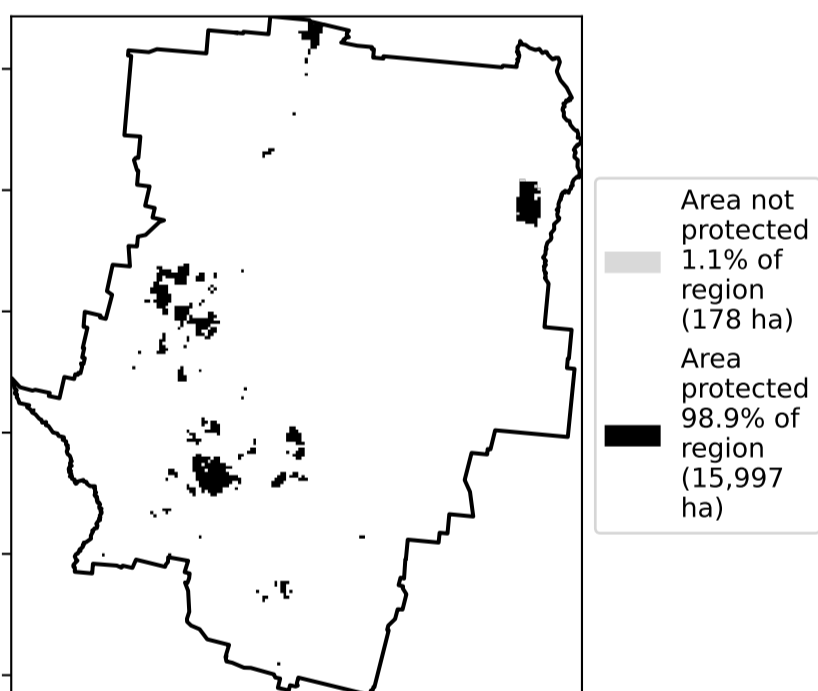 Area not
protected
1.1% of
region
(178 ha)
Area
protected
98.9% of
region
(15,997
ha)